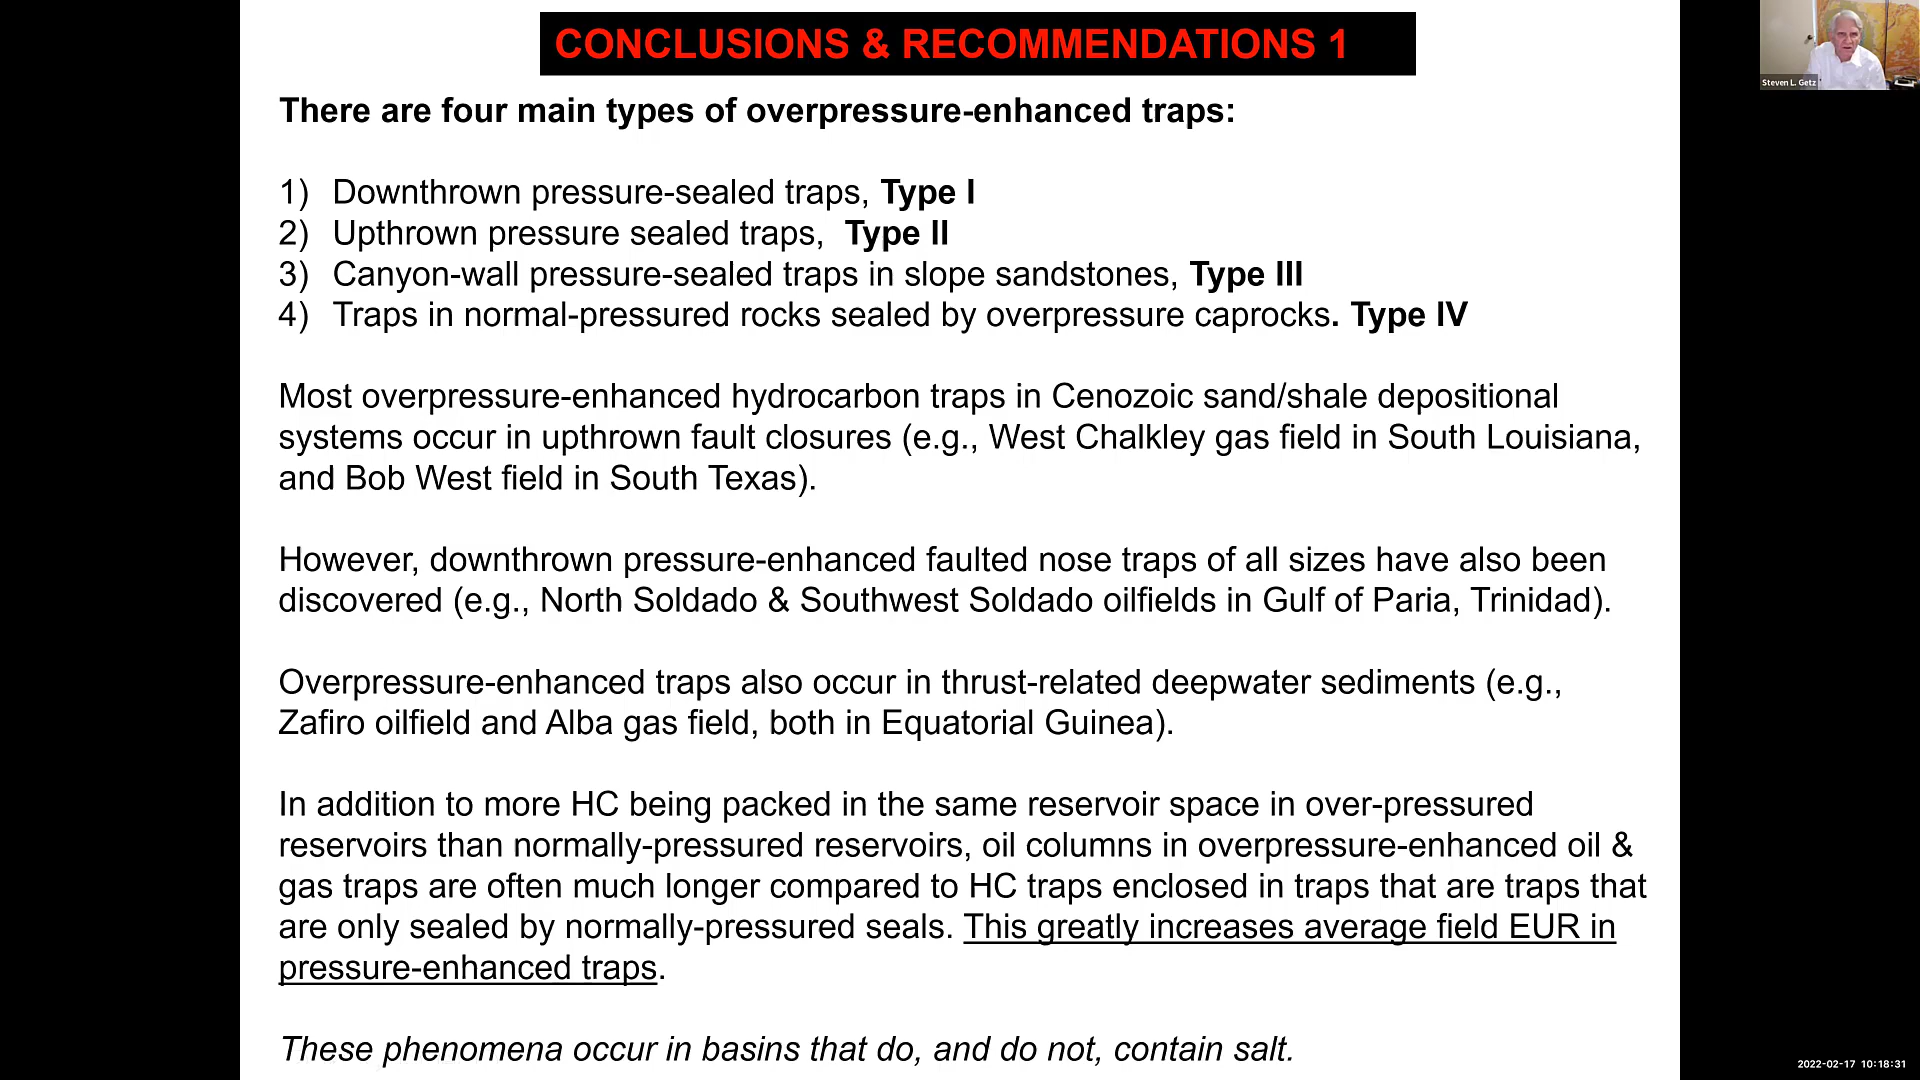 CONCLUSIONS & RECOMMENDATIONS 1
Steven L. Getz
There are four main types of overpressure-enhanced traps:
1) Downthrown pressure-sealed traps, Type I
2) Upthrown pressure sealed traps, Type II
3) Canyon-wall pressure-sealed traps in slope sandstones, Type III
4) Traps in normal-pressured rocks sealed by overpressure caprocks. Type IV
Most overpressure-enhanced hydrocarbon traps in Cenozoic sand/shale depositional
systems occur in upthrown fault closures (e.g., West Chalkley gas field in South Louisiana,
and Bob West field in South Texas).
However, downthrown pressure-enhanced faulted nose traps of all sizes have also been
discovered (e.g., North Soldado & Southwest Soldado oilfields in Gulf of Paria, Trinidad).
Overpressure-enhanced traps also occur in thrust-related deepwater sediments (e.g.,
Zafiro oilfield and Alba gas field, both in Equatorial Guinea).
In addition to more HC being packed in the same reservoir space in over-pressured
reservoirs than normally-pressured reservoirs, oil columns in overpressure-enhanced oil &
gas traps are often much longer compared to HC traps enclosed in traps that are traps that
are only sealed by normally-pressured seals. This greatly increases average field EUR in
pressure-enhanced traps.
These phenomena occur in basins that do, and do not, contain salt.
2022-02-17 10:18:31